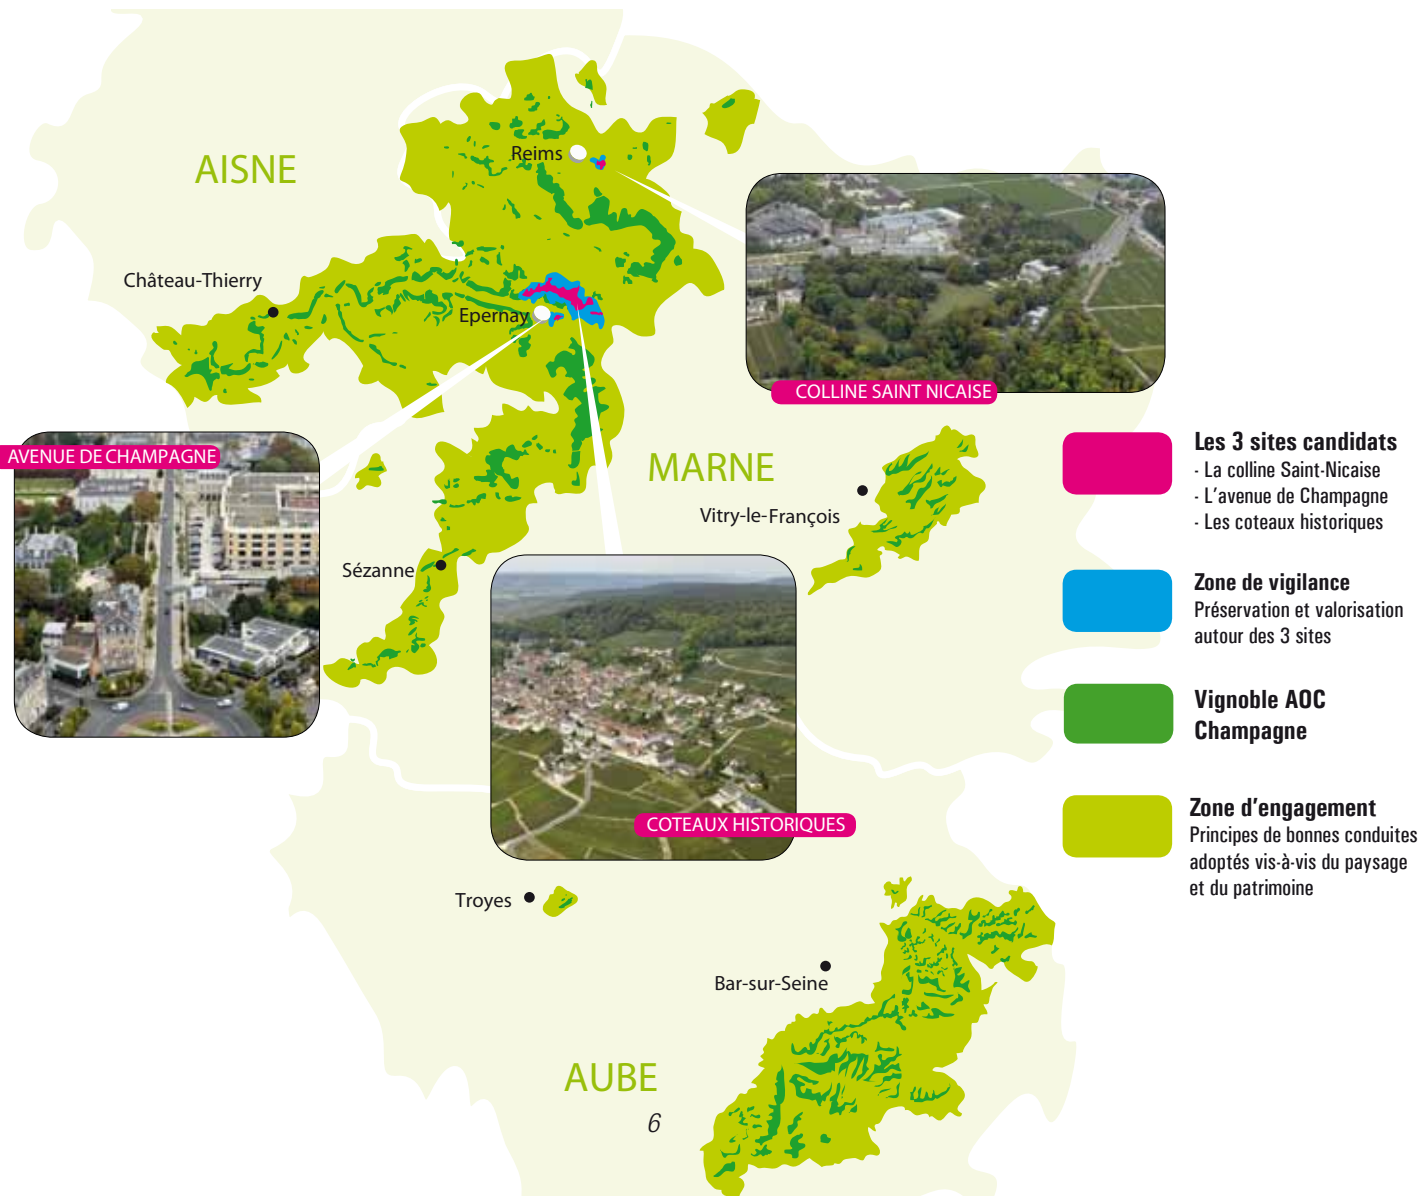 AISNE
Reims
Château-Thierry
Epernay
COLLINE SAINT NICAISE
AVENUE DE CHAMPAGNE
MARNE
Vitry-le-François
Sézanne
COTEAUX HISTORIQUES
Troyes
Bar-sur-Seine
AUBE
6
Les 3 sites candidats
- La colline Saint-Nicaise
- L'avenue de Champagne
- Les coteaux historiques
Zone de vigilance
Préservation et valorisation
autour des 3 sites
Vignoble AOC
Champagne
Zone d'engagement
Principes de bonnes conduites
adoptés vis-à-vis du paysage
et du patrimoine